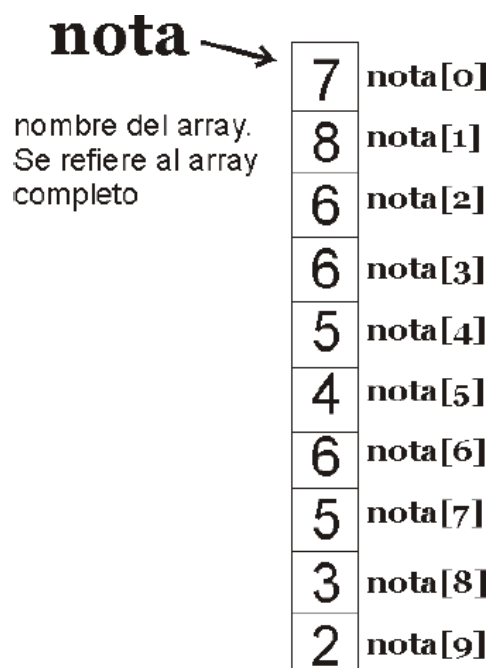 nota
nombre del array.
Se refiere al array
completo
7 nota[0]
8 nota[1]
6 nota[2]
6 nota[3]
5 nota[4]
4 nota[5]
6 nota[6]
5 nota[7]
3 nota[8]
2 nota[9]